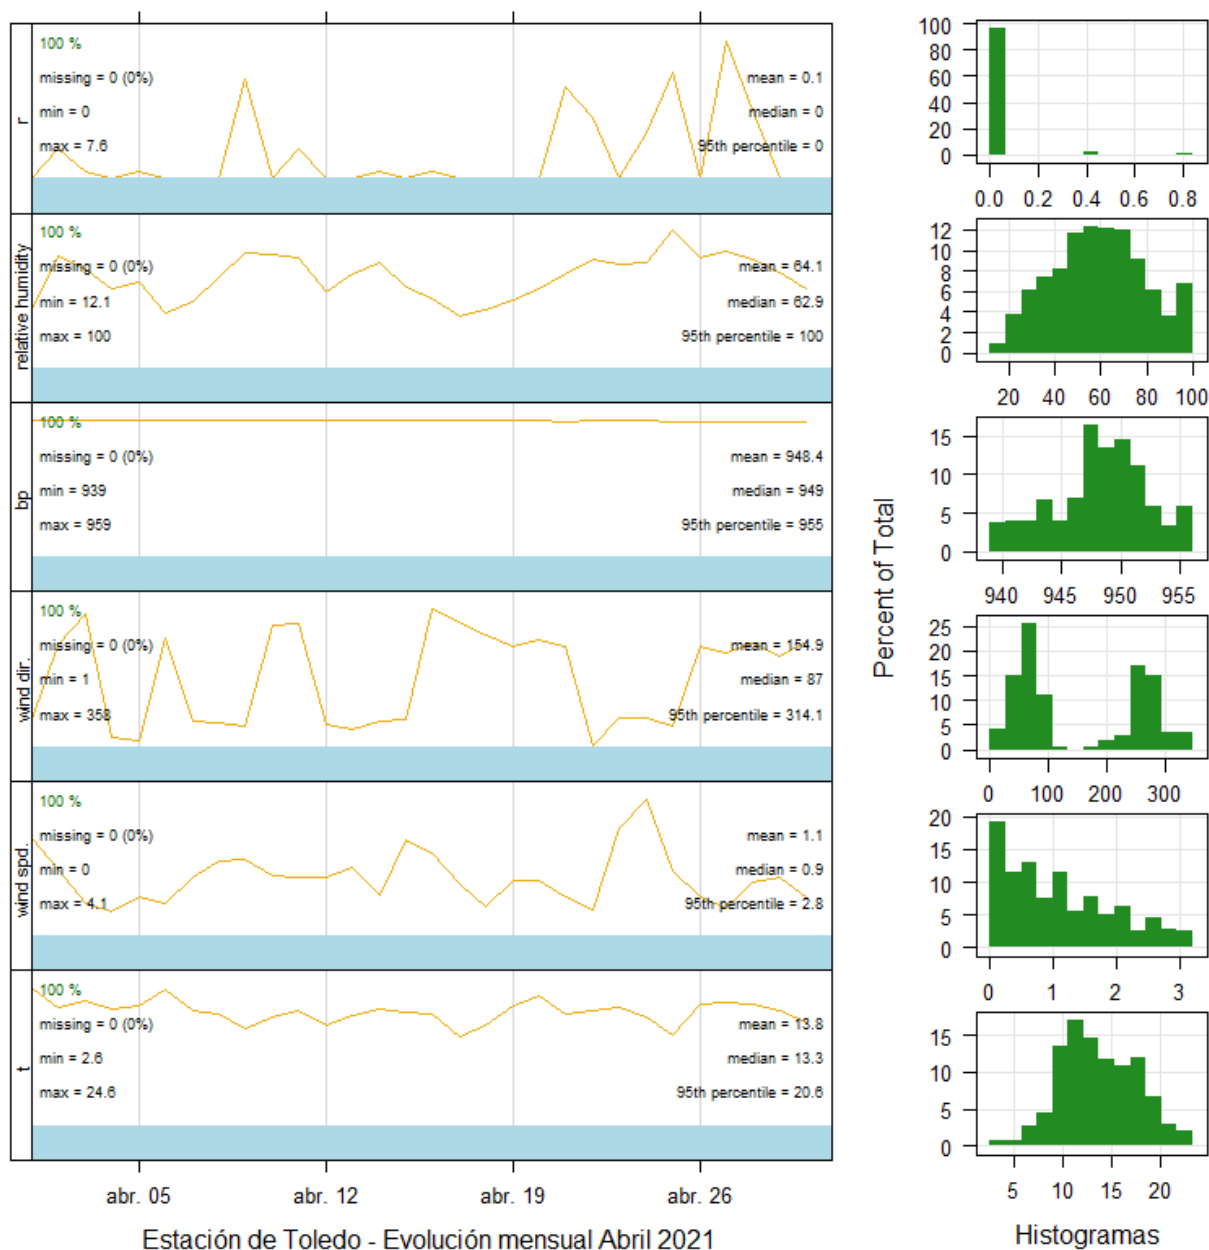 r
100 %
missing = 0 (0%)
min = 0
max = 7.6
mean = 0.1
median = 0
95th percentile = 0
relative humidity
100 %
missing = 0 (0%)
min = 12.1
max = 100
mean = 64.1
median = 62.9
95th percentile = 100
bp
100 %
missing = 0 (0%)
min = 939
max = 959
mean = 948.4
median = 949
95th percentile = 955
wind dir.
100 %
missing = 0 (0%)
min = 1
max = 358
mean = 154.9
median = 87
95th percentile = 314.1
wind spd.
100 %
missing = 0 (0%)
min = 0
max = 4.1
mean = 1.1
median = 0.9
95th percentile = 2.8
t
100 %
missing = 0 (0%)
min = 2.6
max = 24.6
mean = 13.8
median = 13.3
95th percentile = 20.6
abr. 05 abr. 12 abr. 19 abr. 26
Estación de Toledo - Evolución mensual Abril 2021
Percent of Total
100
80
60
40
20
0
0.0 0.2 0.4 0.6 0.8
12
10
8
6
4
2
0
20 40 60 80 100
15
10
5
0
940 945 950 955
25
20
15
10
5
0
0 100 200 300
20
15
10
5
0
0 1 2 3
15
10
5
0
5 10 15 20
Histogramas